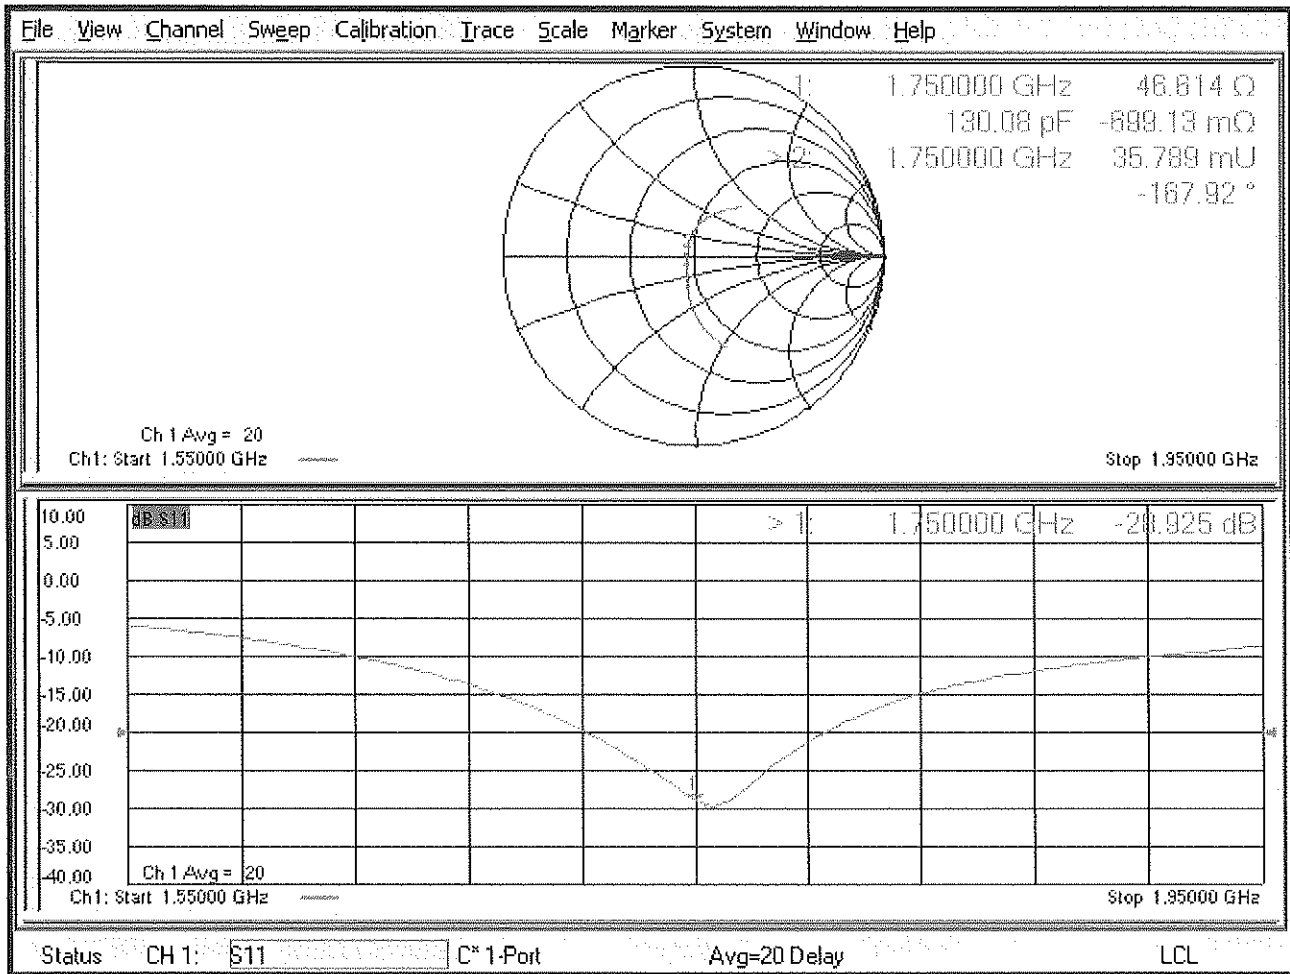 File View Channel Sweep Calibration Trace Scale Marker System Window Help
1: 1.750000 GHz 46.614 Ω
130.08 pF -699.13 mΩ
> 2: 1.750000 GHz 35.789 mU
-167.92 °
Ch 1 Avg = 20
Ch1: Start 1.55000 GHz Stop 1.95000 GHz
10.00 dB S11 > 1: 1.750000 GHz -28.925 dB
5.00
0.00
-5.00
-10.00
-15.00
-20.00
-25.00
1
-30.00
-35.00
-40.00 Ch 1 Avg = 20
Ch1: Start 1.55000 GHz Stop 1.95000 GHz
Status CH 1: S11 C* 1-Port Avg=20 Delay LCL